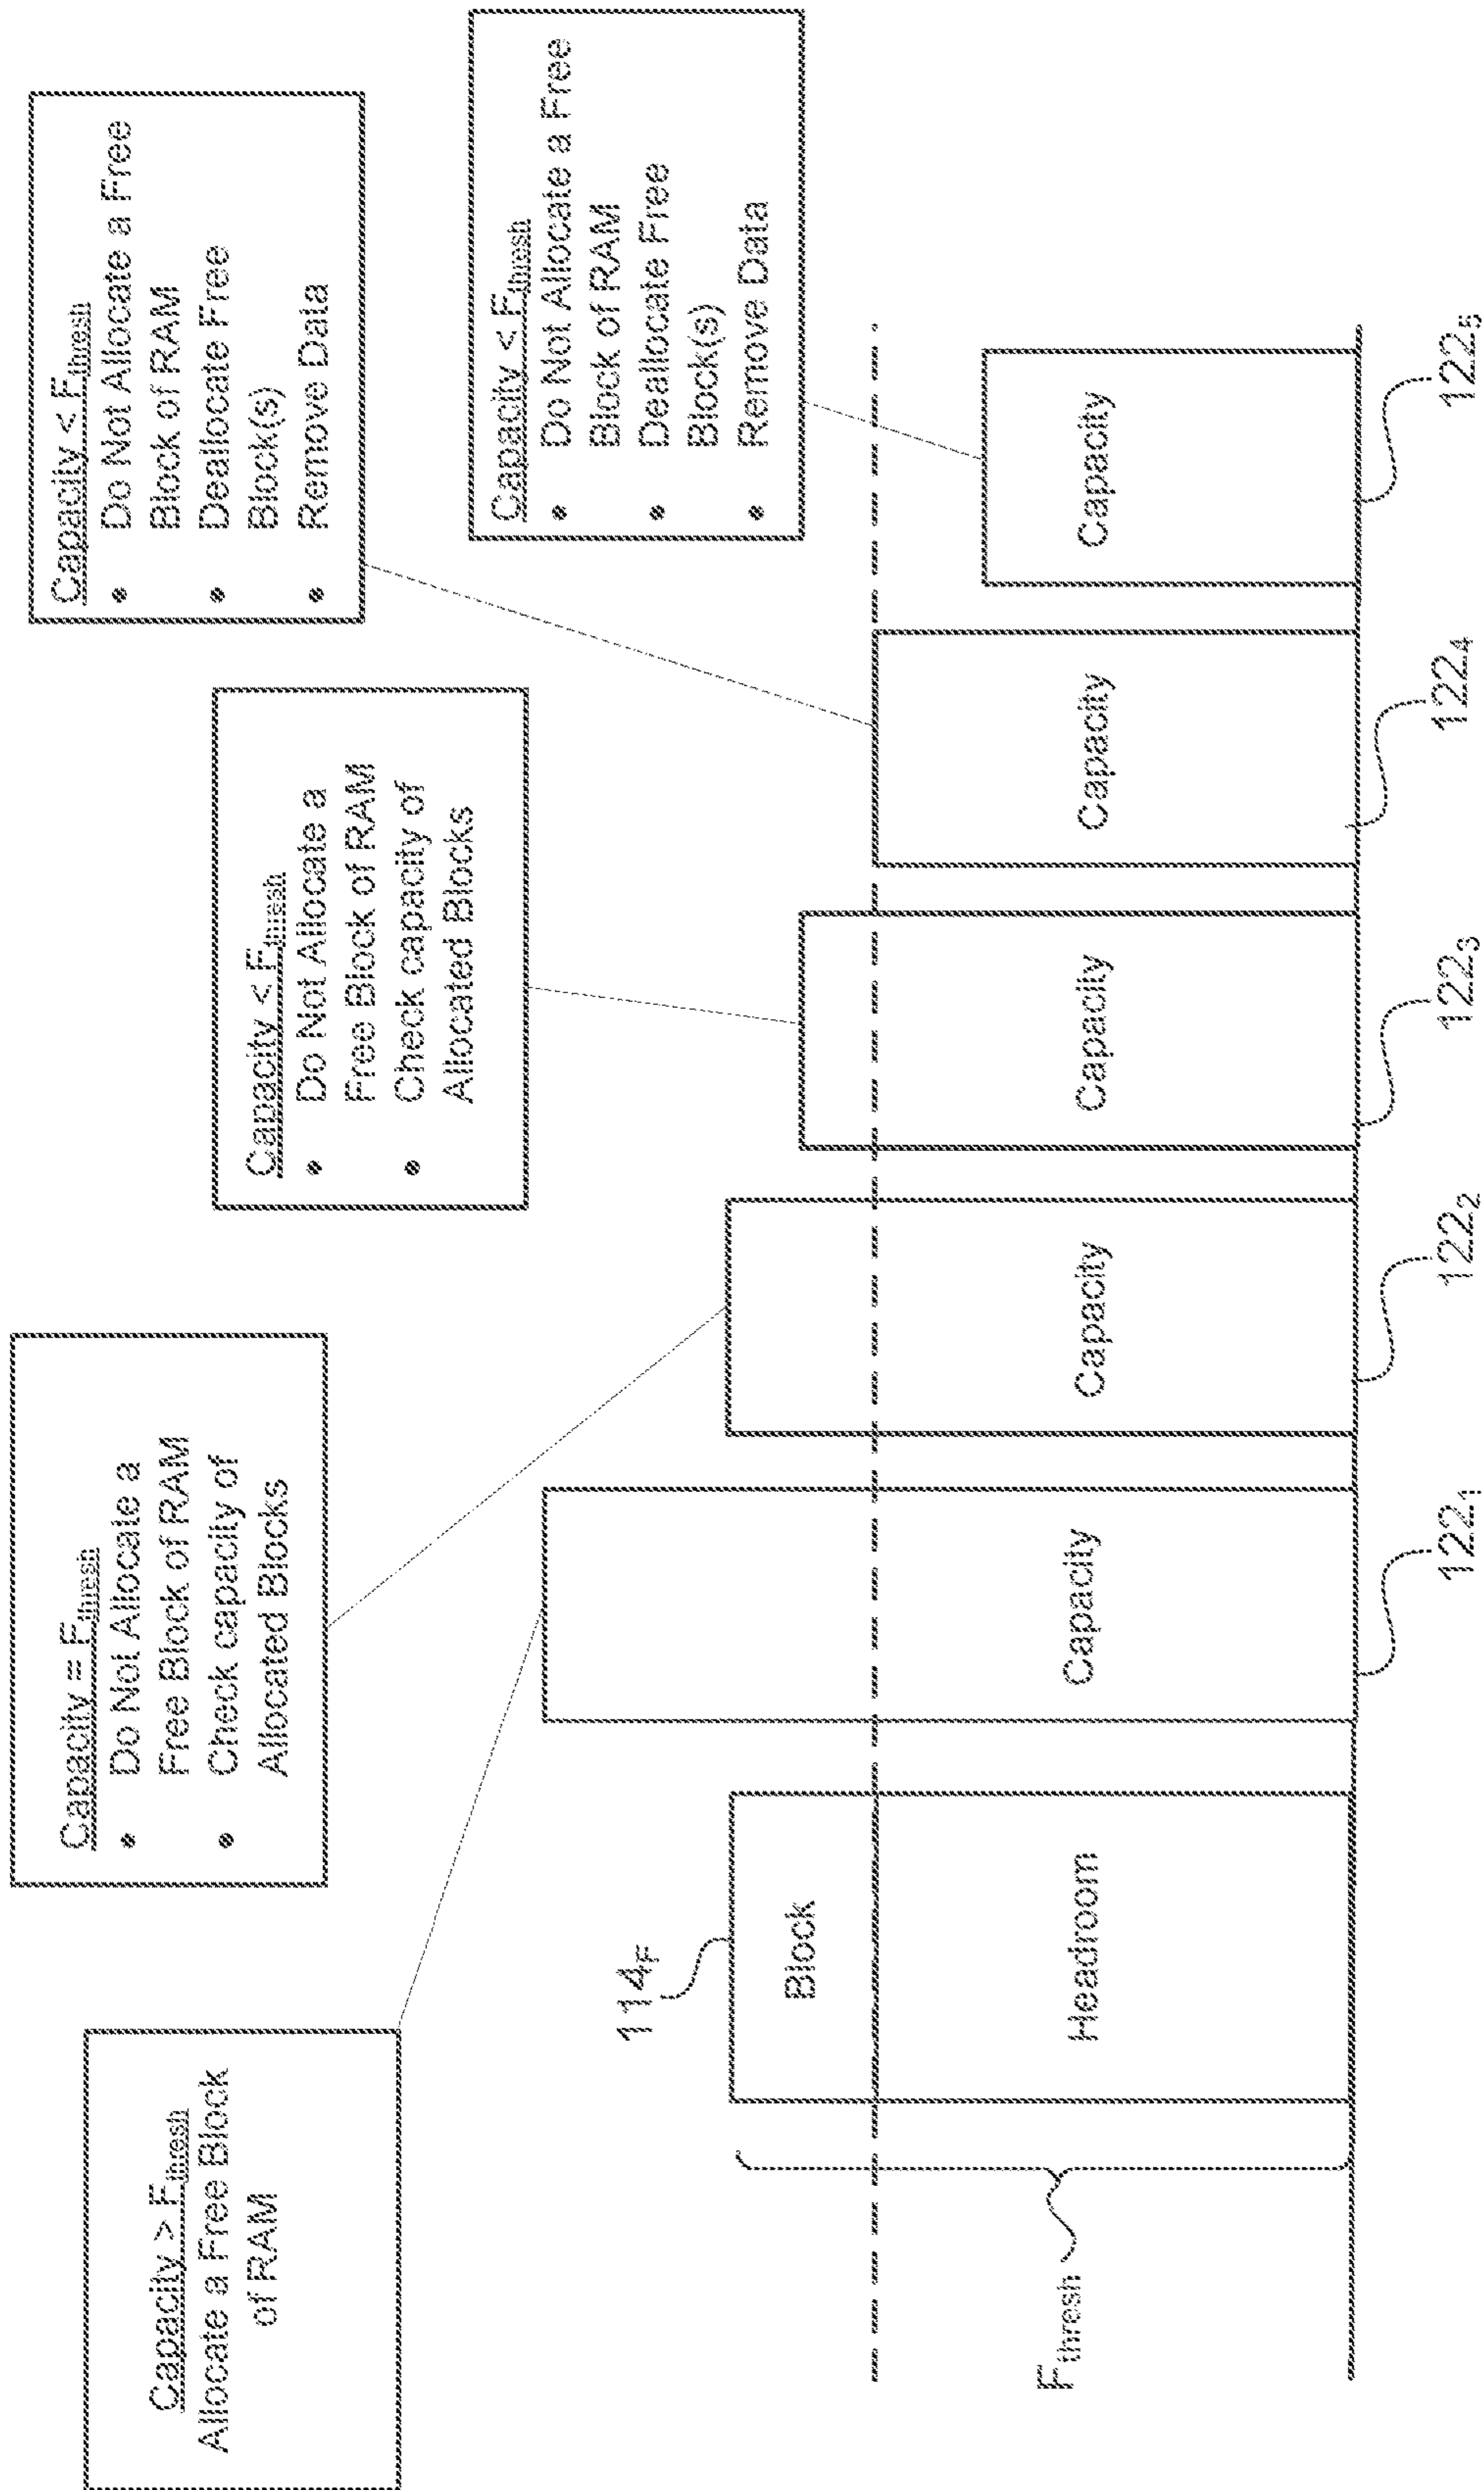 Capacity > F_thresh
Allocate a Free Block
of RAM
Capacity = F_thresh
• Do Not Allocate a
Free Block of RAM
• Check capacity of
Allocated Blocks
Capacity < F_thresh
• Do Not Allocate a
Free Block of RAM
• Check capacity of
Allocated Blocks
Capacity < F_thresh
• Do Not Allocate a Free
Block of RAM
• Deallocate Free
Block(s)
• Remove Data
Capacity < F_thresh
• Do Not Allocate a Free
Block of RAM
• Deallocate Free
Block(s)
• Remove Data
114_F
Block
Headroom
F_thresh
Capacity
Capacity
Capacity
Capacity
Capacity
122_1
122_2
122_3
122_4
122_5